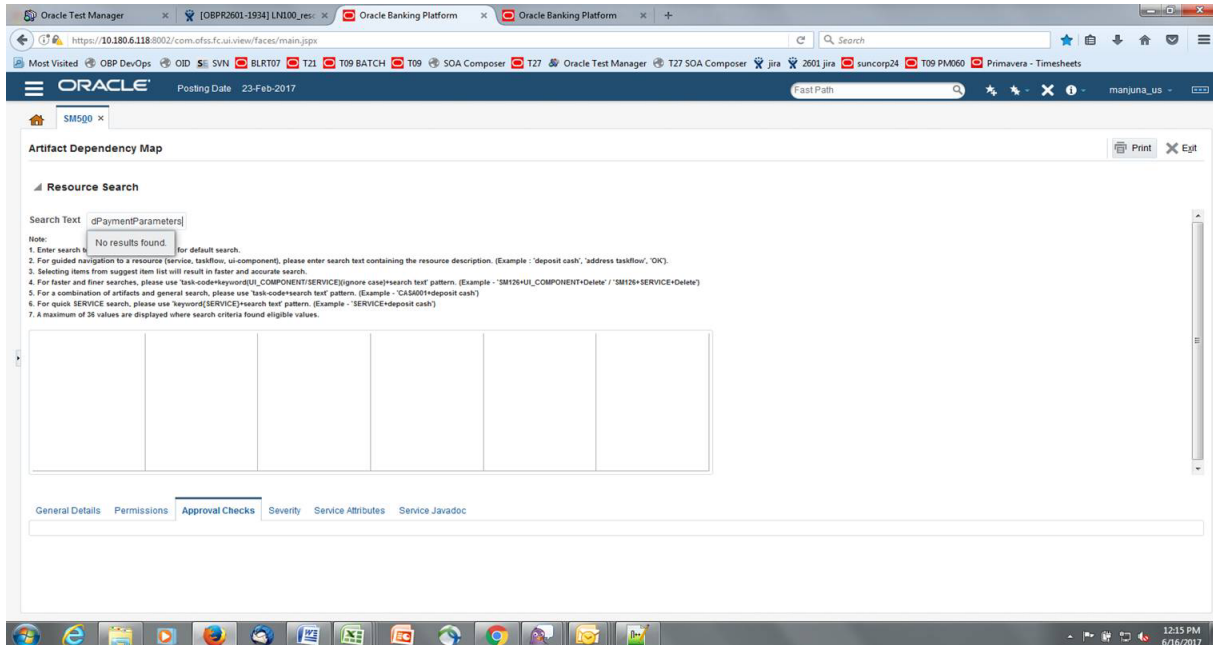 Oracle Test Manager × [OBPR2601-1934] LN100_resc × Oracle Banking Platform × Oracle Banking Platform × +
https://10.180.6.118:8002/com.ofss.fc.ui.view/faces/main.jspx Search
Most Visited OBP DevOps OID SVN BLRT07 T21 T09 BATCH T09 SOA Composer T27 Oracle Test Manager T27 SOA Composer jira 2601 jira suncorp24 T09 PM060 Primavera - Timesheets
ORACLE Posting Date 23-Feb-2017 Fast Path manjuna_us
SM500 ×
Artifact Dependency Map Print Exit
Resource Search
Search Text dPaymentParameters
Note:
No results found.
1. Enter search t for default search.
2. For guided navigation to a resource (service, taskflow, ui-component), please enter search text containing the resource description. (Example : 'deposit cash', 'address taskflow', 'OK').
3. Selecting items from suggest item list will result in faster and accurate search.
4. For faster and finer searches, please use 'task-code+keyword(UI_COMPONENT/SERVICE)(ignore case)+search text' pattern. (Example - 'SM126+UI_COMPONENT+Delete' / 'SM126+SERVICE+Delete')
5. For a combination of artifacts and general search, please use 'task-code+search text' pattern. (Example - 'CASA001+deposit cash')
6. For quick SERVICE search, please use 'keyword(SERVICE)+search text' pattern. (Example - 'SERVICE+deposit cash')
7. A maximum of 36 values are displayed where search criteria found eligible values.
General Details Permissions Approval Checks Severity Service Attributes Service Javadoc
12:15 PM
6/16/2017